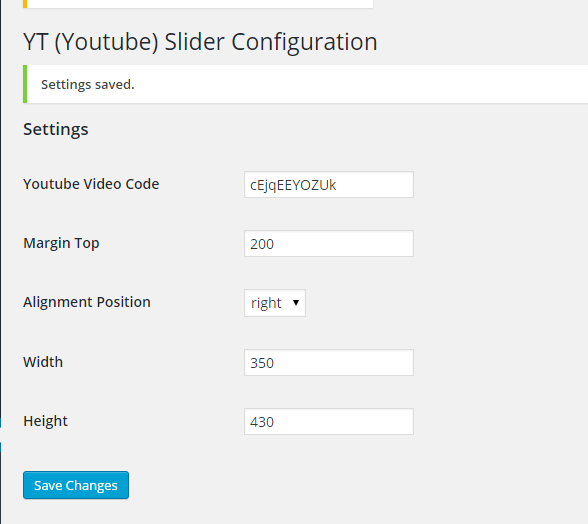 YT (Youtube) Slider Configuration
Settings saved.
Settings
Youtube Video Code cEjqEEYOZUk
Margin Top 200
Alignment Position right
Width 350
Height 430
Save Changes